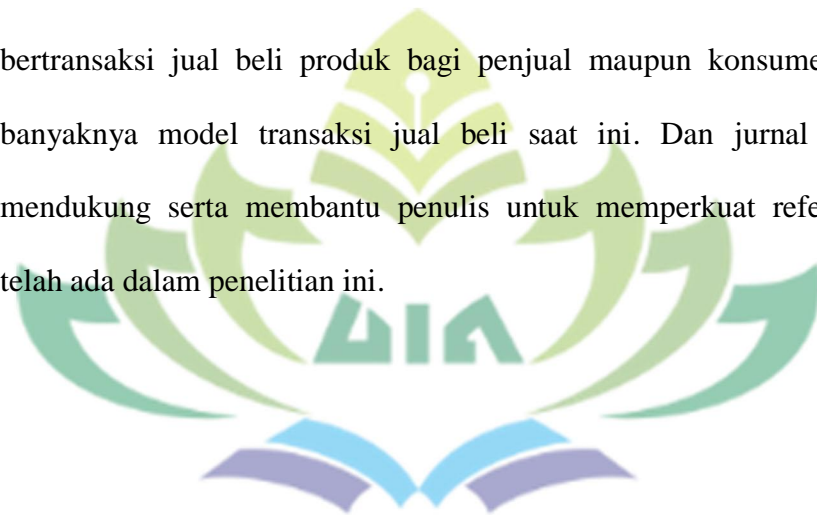 bertransaksi jual beli produk bagi penjual maupun konsume
banyaknya model transaksi jual beli saat ini. Dan jurnal
mendukung serta membantu penulis untuk memperkuat refe
telah ada dalam penelitian ini.
UIN